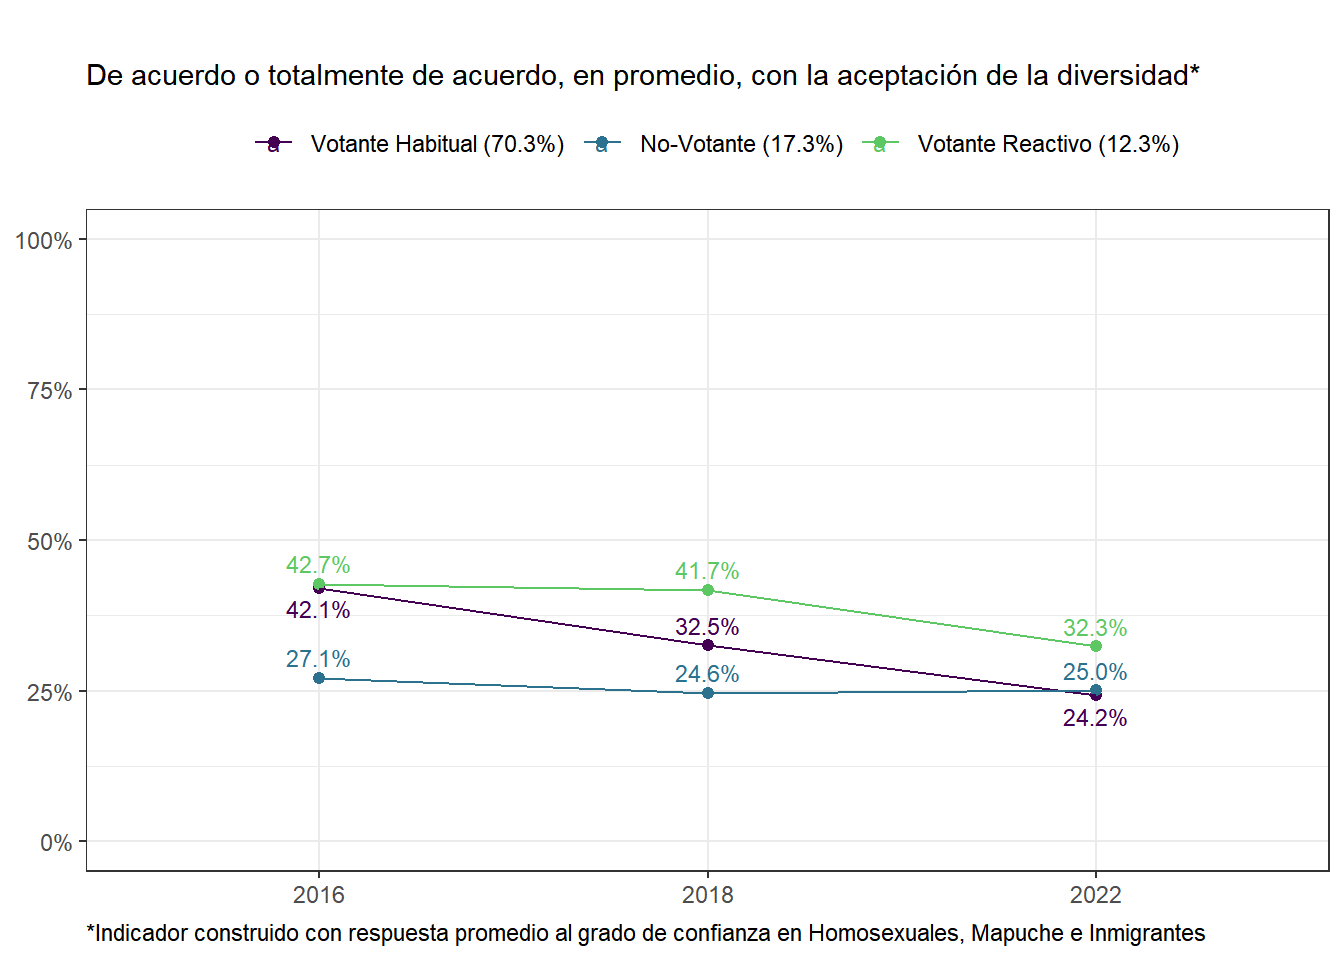 De acuerdo o totalmente de acuerdo, en promedio, con la aceptación de la diversidad*
a Votante Habitual (70.3%) a No-Votante (17.3%) a Votante Reactivo (12.3%)
100%
75%
50%
25%
0%
42.7% 41.7% 32.3%
42.1% 32.5% 24.2%
27.1% 24.6% 25.0%
2016 2018 2022
*Indicador construido con respuesta promedio al grado de confianza en Homosexuales, Mapuche e Inmigrantes